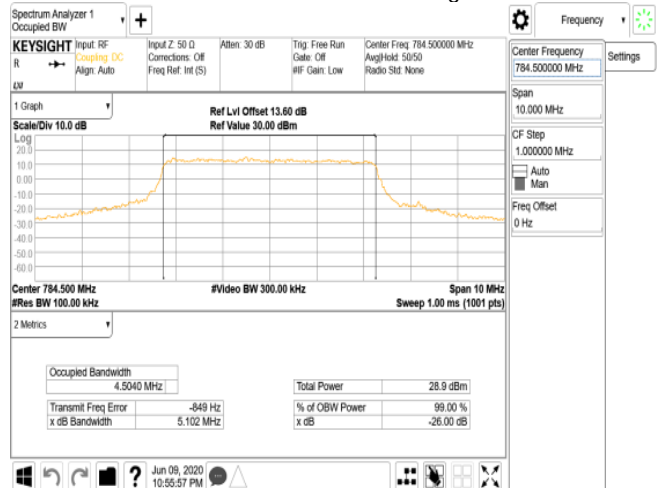 Spectrum Analyzer 1
Occupied BW
Frequency
KEYSIGHT
R
Input: RF
Coupling: DC
Align: Auto
Input Z: 50 Ω
Corrections: Off
Freq Ref: Int (S)
Atten: 30 dB
Trig: Free Run
Gate: Off
#IF Gain: Low
Center Freq: 784.500000 MHz
Avg|Hold: 50/50
Radio Std: None
Center Frequency
784.500000 MHz
Settings
Span
10.000 MHz
CF Step
1.000000 MHz
Auto
Man
Freq Offset
0 Hz
1 Graph
Scale/Div 10.0 dB
Ref Lvl Offset 13.60 dB
Ref Value 30.00 dBm
Log
20.0
10.0
0.00
-10.0
-20.0
-30.0
-40.0
-50.0
-60.0
Center 784.500 MHz
#Video BW 300.00 kHz
Span 10 MHz
#Res BW 100.00 kHz
Sweep 1.00 ms (1001 pts)
2 Metrics
Occupied Bandwidth
4.5040 MHz
Total Power 28.9 dBm
Transmit Freq Error -849 Hz
% of OBW Power 99.00 %
x dB Bandwidth 5.102 MHz
x dB -26.00 dB
?
Jun 09, 2020
10:55:57 PM